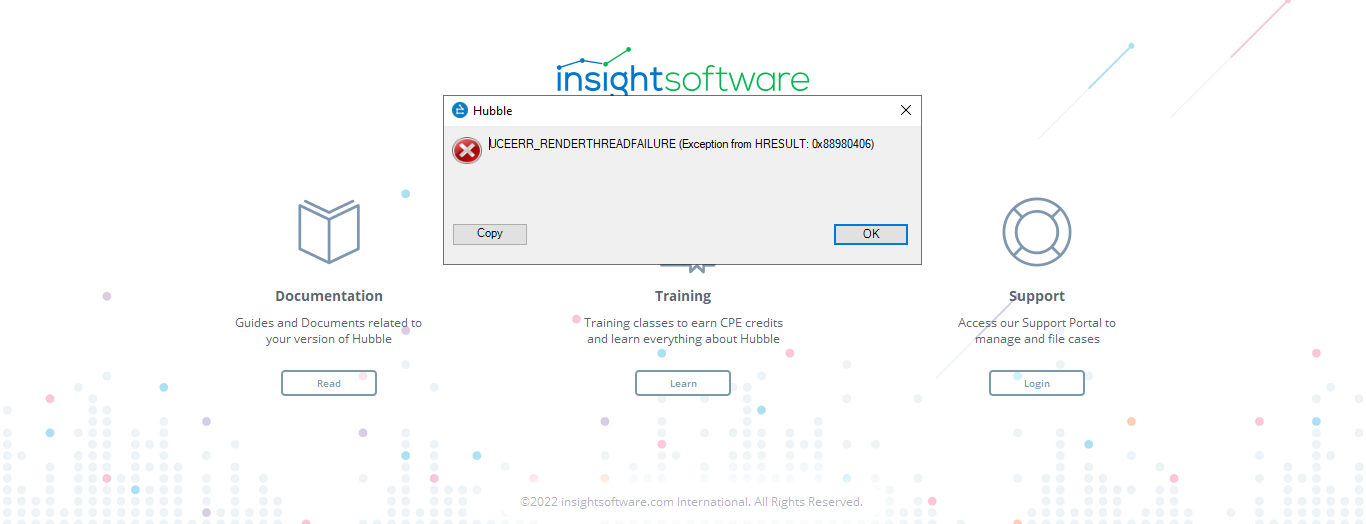 insightsoftware
Hubble
UCEERR_RENDERTHREADFAILURE (Exception from HRESULT: 0x88980406)
Copy
OK
Documentation
Guides and Documents related to
your version of Hubble
Read
Training
Training classes to earn CPE credits
and learn everything about Hubble
Learn
Support
Access our Support Portal to
manage and file cases
Login
©2022 insightsoftware.com International. All Rights Reserved.